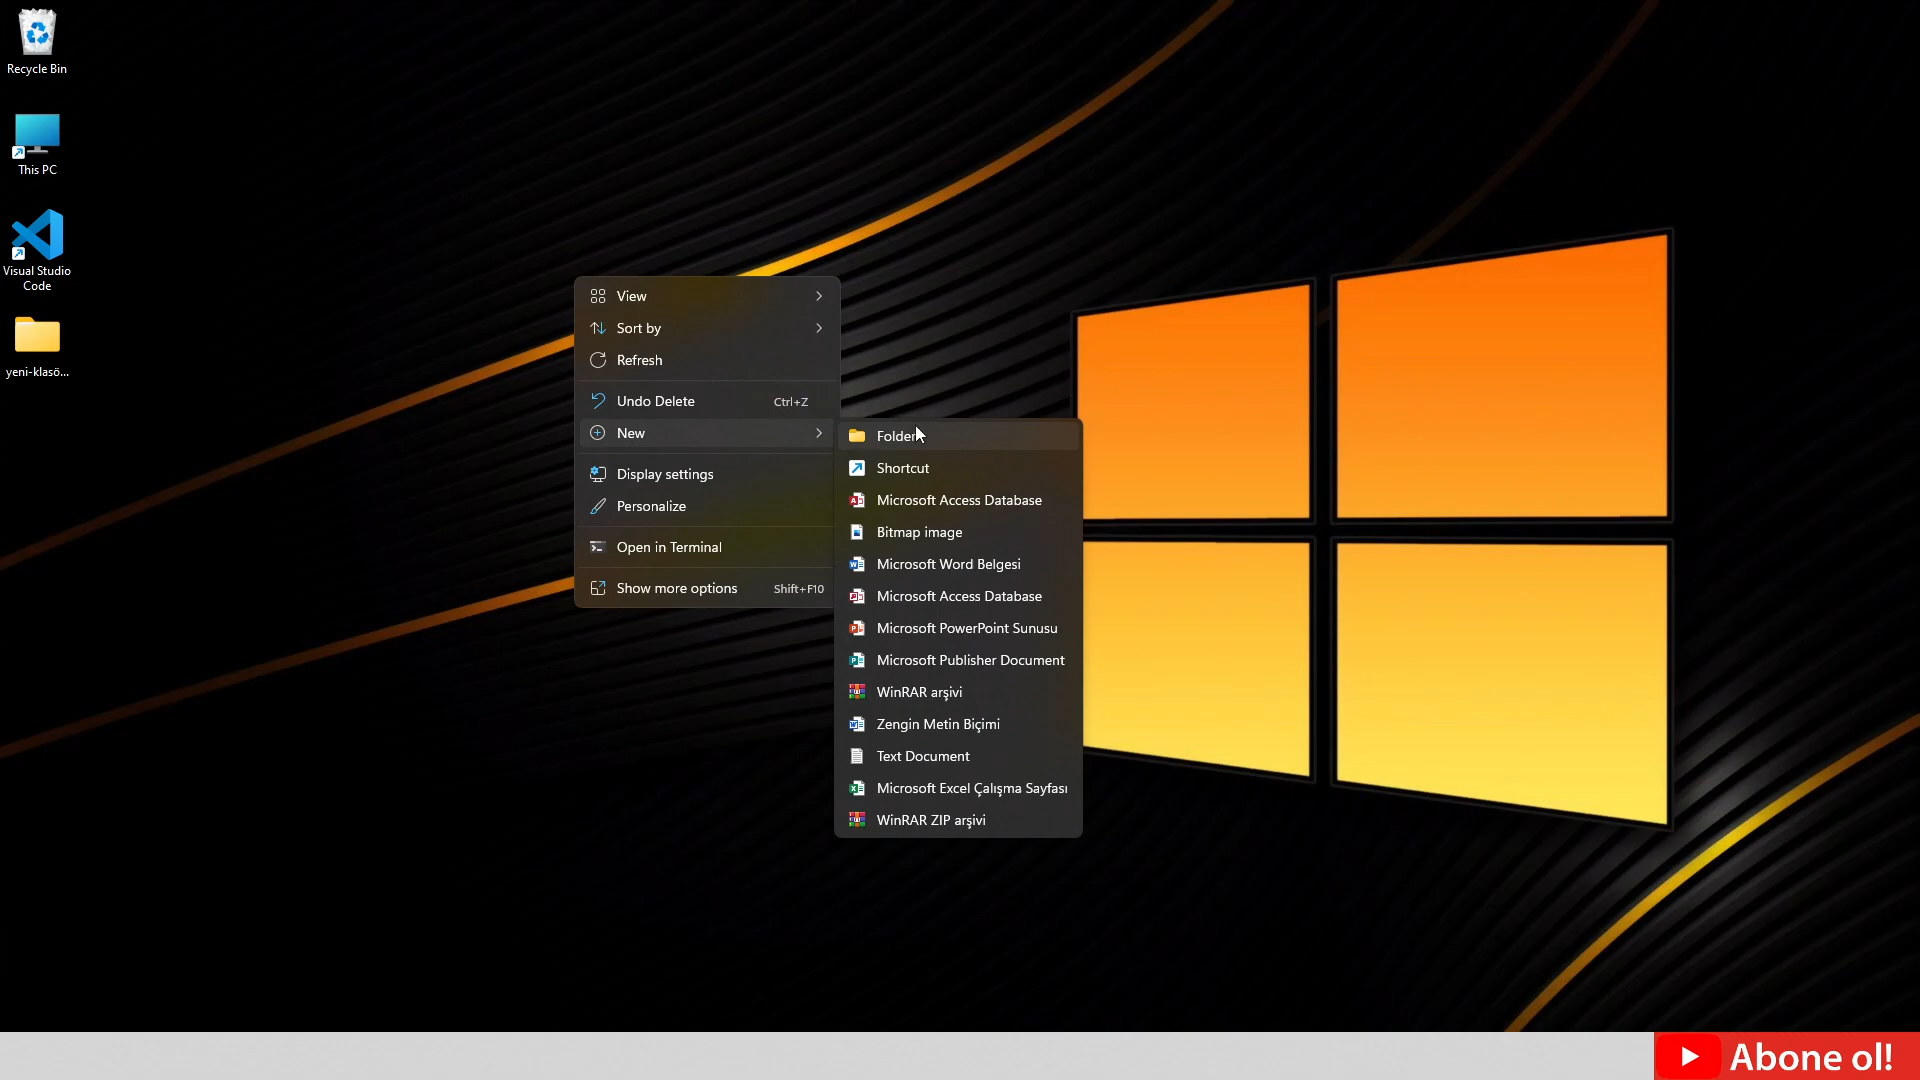 Recycle Bin
This PC
Visual Studio
Code
yeni-klasö...
View
Sort by
Refresh
Undo Delete Ctrl+Z
New
Display settings
Personalize
Open in Terminal
Show more options Shift+F10
Folder
Shortcut
Microsoft Access Database
Bitmap image
Microsoft Word Belgesi
Microsoft Access Database
Microsoft PowerPoint Sunusu
Microsoft Publisher Document
WinRAR arşivi
Zengin Metin Biçimi
Text Document
Microsoft Excel Çalışma Sayfası
WinRAR ZIP arşivi
Abone ol!